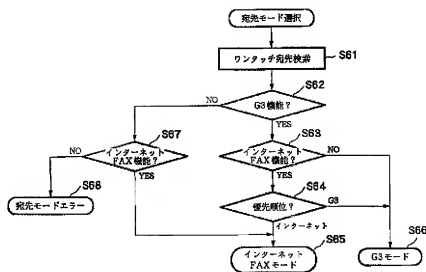 宛先モード選択
ワンタッチ宛先検索
S61
S62
G3機能？
NO
YES
S67
インターネット
FAX機能？
NO
YES
S63
インターネット
FAX機能？
NO
YES
S68
宛先モードエラー
S64
優先順位？
G3
インターネット
S65
インターネット
FAXモード
S66
G3モード